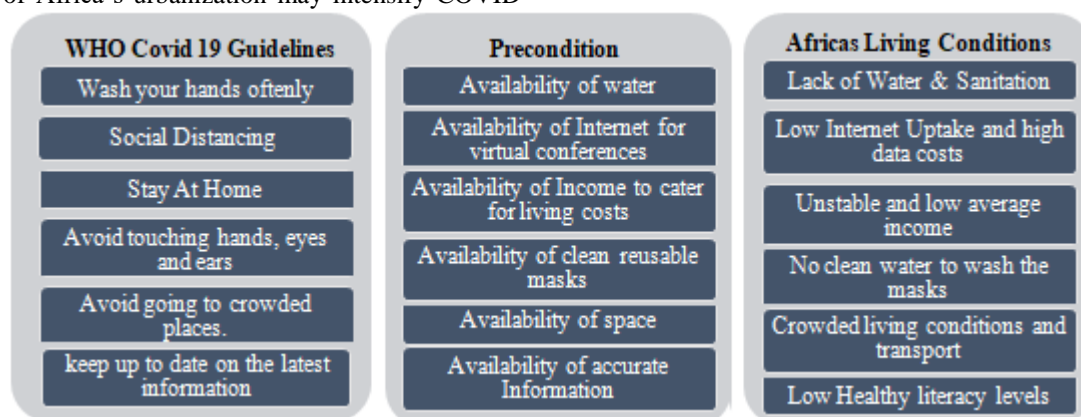 of Africa's urbanization may intensify COVID
WHO Covid 19 Guidelines
Wash your hands oftenly
Social Distancing
Stay At Home
Avoid touching hands, eyes
and ears
Avoid going to crowded
places.
keep up to date on the latest
information
Precondition
Availability of water
Availability of Internet for
virtual conferences
Availability of Income to cater
for living costs
Availability of clean reusable
masks
Availability of space
Availability of accurate
Information
Africas Living Conditions
Lack of Water & Sanitation
Low Internet Uptake and high
data costs
Unstable and low average
income
No clean water to wash the
masks
Crowded living conditions and
transport
Low Healthy literacy levels